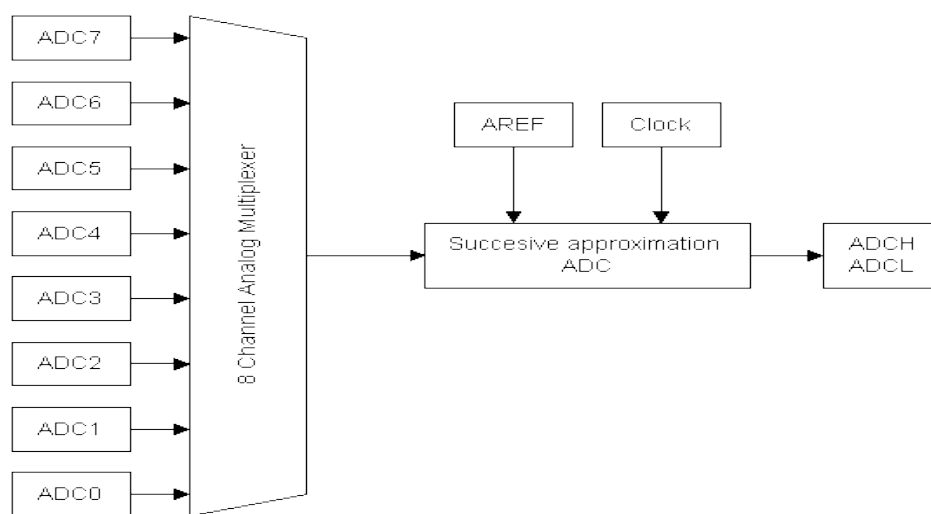 ADC7
ADC6
ADC5
ADC4
ADC3
ADC2
ADC1
ADC0
8 Channel Analog Multiplexer
AREF
Clock
Succesive approximation
ADC
ADCH
ADCL